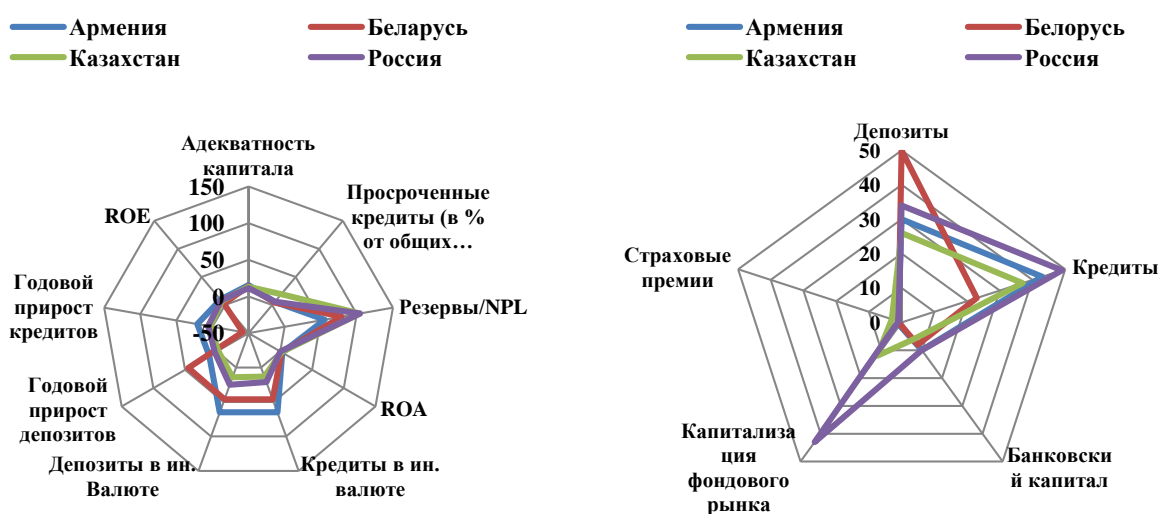 Армения
Беларусь
Казахстан
Россия
Адекватность
капитала
150
100
50
0
-50
Просроченные
кредиты (в %
от общих…
Резервы/NPL
ROA
Кредиты в ин.
валюте
Депозиты в ин.
Валюте
Годовой
прирост
депозитов
Годовой
прирост
кредитов
ROE
Армения
Белорусь
Казахстан
Россия
Депозиты
50
40
30
20
10
0
Кредиты
Банковски
й капитал
Капитализа
ция
фондового
рынка
Страховые
премии